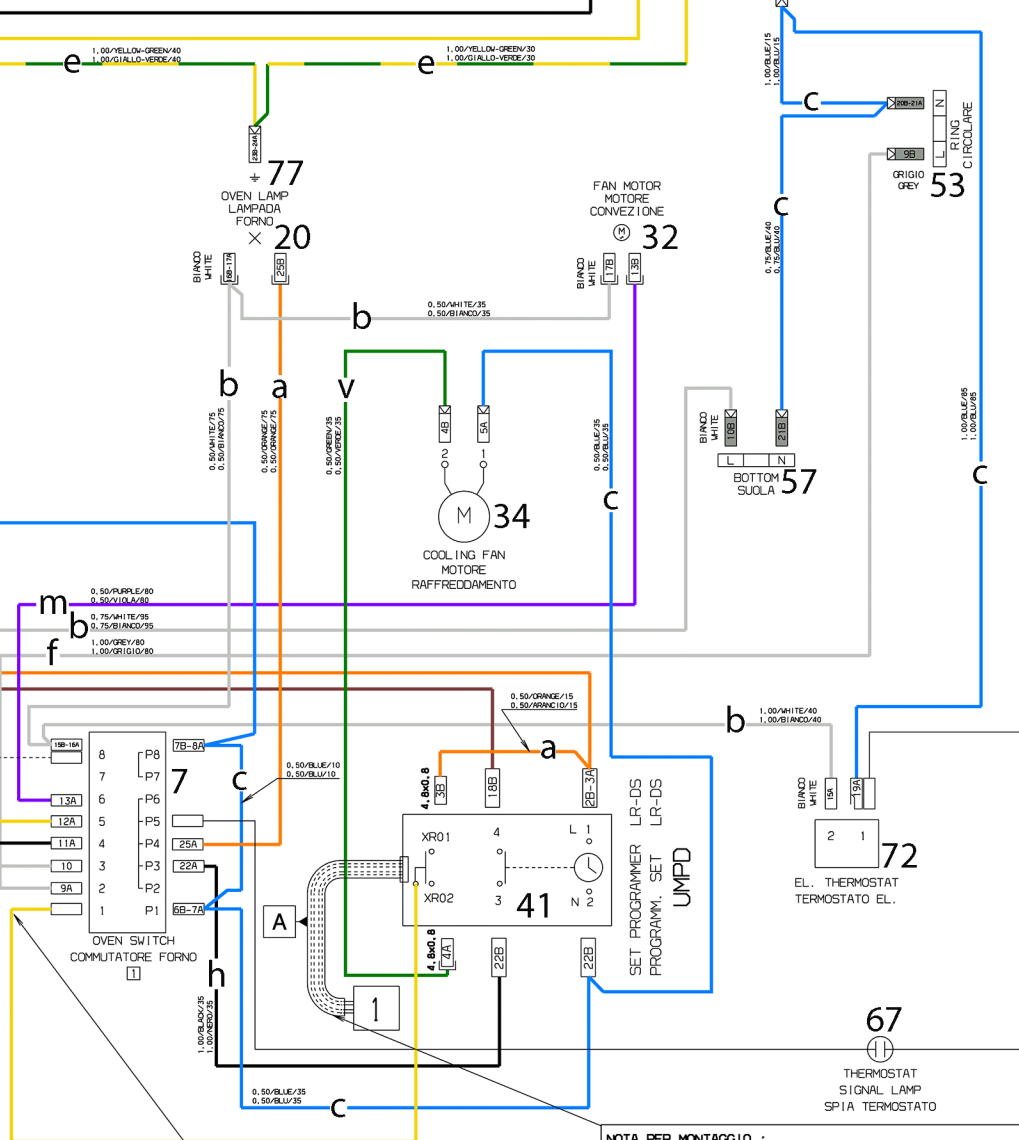 1,00/YELLOW-GREEN/40
1,00/GIALLO-VERDE/40
e
1,00/YELLOW-GREEN/30
1,00/GIALLO-VERDE/30
e
1,00/BLUE/15
1,00/BLU/15
c
20B-21A
N
L
RING
CIRCOLARE
9B
GRIGIO
GREY
53
23B-24A
77
OVEN LAMP
LAMPADA
FORNO
20
FAN MOTOR
MOTORE
CONVEZIONE
M
32
BIANCO
WHITE
16B-17A
25B
BIANCO
WHITE
17B
13B
c
0,75/BLUE/40
0,75/BLU/40
0,50/WHITE/35
0,50/BIANCO/35
b
b
a
v
0,50/WHITE/75
0,50/BIANCO/75
0,50/ORANGE/75
0,50/ORANGE/75
0,50/GREEN/35
0,50/VERDE/35
4B
5A
2
1
M
34
COOLING FAN
MOTORE
RAFFREDDAMENTO
0,50/BLUE/35
0,50/BLU/35
c
BIANCO
WHITE
10B
21B
L
N
BOTTOM
SUOLA
57
1,00/BLUE/85
1,00/BLU/85
c
m
0,50/PURPLE/80
0,50/VIOLA/80
b
0,75/WHITE/95
0,75/BIANCO/95
f
1,00/GREY/80
1,00/GRIGIO/80
0,50/ORANGE/15
0,50/ARANCIO/15
a
b
1,00/WHITE/40
1,00/BIANCO/40
15B-16A
13A
12A
11A
10
9A
8
7
6
5
4
3
2
1
P8
P7
P6
P5
P4
P3
P2
P1
7
7B-8A
25A
22A
6B-7A
c
0,50/BLUE/10
0,50/BLU/10
OVEN SWITCH
COMMUTATORE FORNO
1
4.8x0.8
3B
18B
2B-3A
XR01
XR02
4
3
L 1
N 2
41
4.8x0.8
4A
22B
22B
SET PROGRAMMER LR-DS
PROGRAMM. SET LR-DS
UMPD
BIANCO
WHITE
15A
19A
2
1
72
EL. THERMOSTAT
TERMOSTATO EL.
A
1
h
1,00/BLACK/35
1,00/NERO/35
0,50/BLUE/35
0,50/BLU/35
c
67
THERMOSTAT
SIGNAL LAMP
SPIA TERMOSTATO
NOTA PER MONTAGGIO :